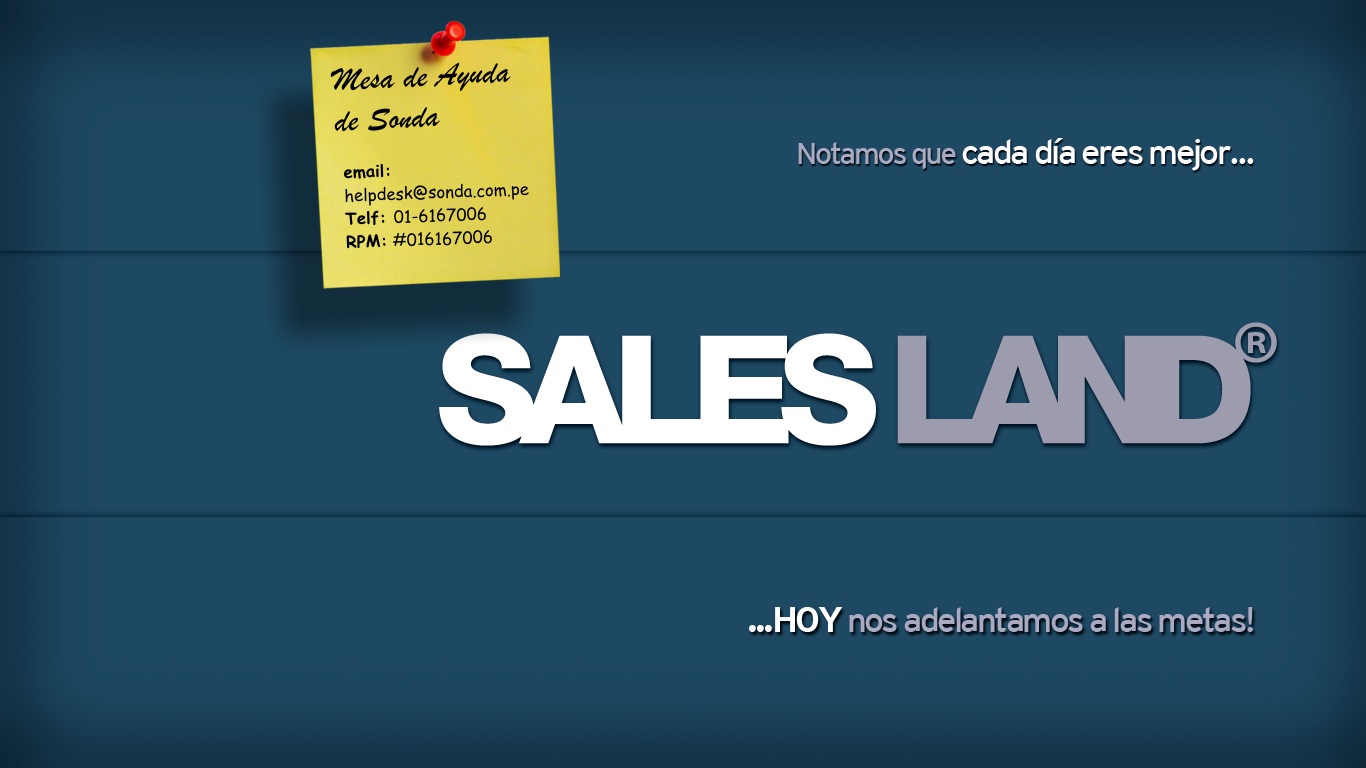 Mesa de Ayuda
de Sonda
email:
helpdesk@sonda.com.pe
Telf: 01-6167006
RPM: #016167006
Notamos que cada día eres mejor...
SALES LAND®
...HOY nos adelantamos a las metas!